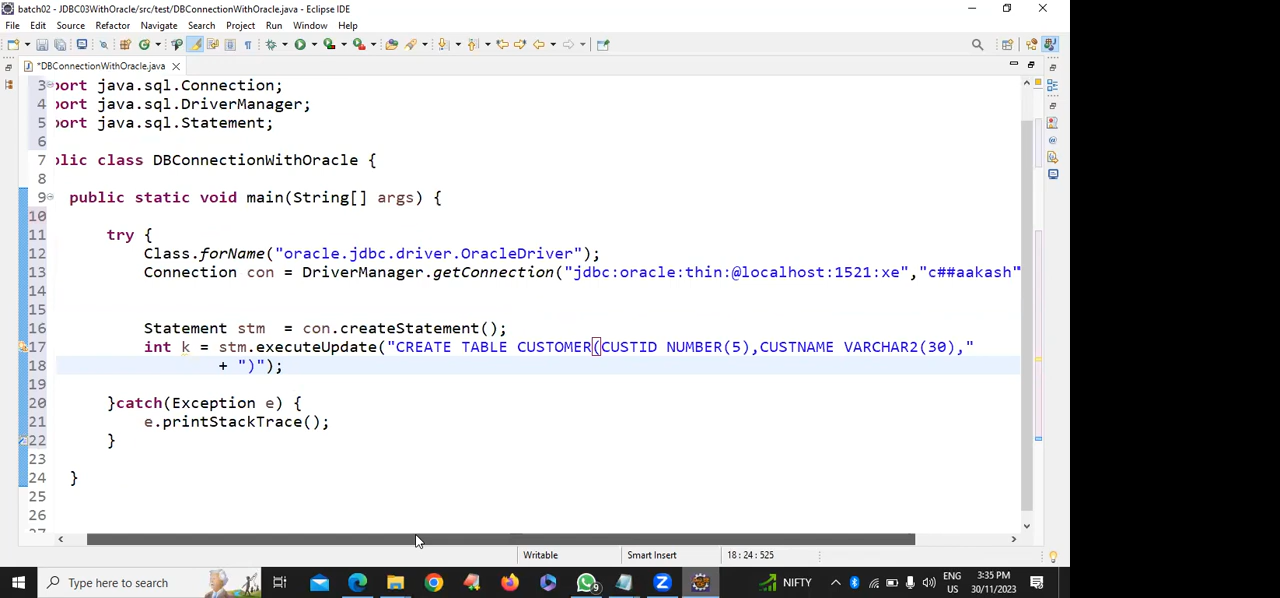 batch02 - JDBC03WithOracle/src/test/DBConnectionWithOracle.java - Eclipse IDE
File Edit Source Refactor Navigate Search Project Run Window Help
*DBConnectionWithOracle.java
3 port java.sql.Connection;
4 port java.sql.DriverManager;
5 port java.sql.Statement;
6
7 blic class DBConnectionWithOracle {
8
9 public static void main(String[] args) {
10
11 try {
12 Class.forName("oracle.jdbc.driver.OracleDriver");
13 Connection con = DriverManager.getConnection("jdbc:oracle:thin:@localhost:1521:xe","c##aakash"
14
15
16 Statement stm  = con.createStatement();
17 int k = stm.executeUpdate("CREATE TABLE CUSTOMER(CUSTID NUMBER(5),CUSTNAME VARCHAR2(30),"
18 + ")");
19
20 }catch(Exception e) {
21 e.printStackTrace();
22 }
23
24 }
25
26
27
Writable Smart Insert 18 : 24 : 525
Type here to search
9
NIFTY
ENG
US
3:35 PM
30/11/2023